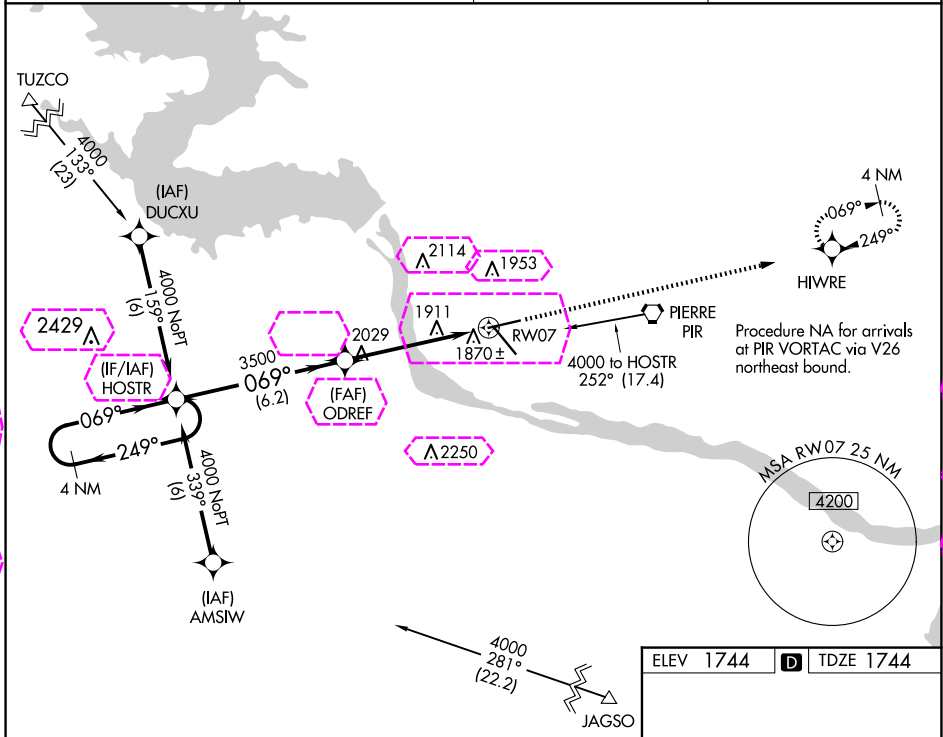 TUZCO
4000
133°
(23)
(IAF)
DUCXU
4000 NoPT
159°
(6)
2429
(IF/IAF)
HOSTR
069°
249°
4 NM
4000 NoPT
339°
(6)
(IAF)
AMSIW
3500
069°
(6.2)
2029
(FAF)
ODREF
2114
1953
1911
1870 ±
RW07
2250
PIERRE
PIR
4000 to HOSTR
252° (17.4)
4 NM
069°
249°
HIWRE
Procedure NA for arrivals
at PIR VORTAC via V26
northeast bound.
MSA RW07 25 NM
4200
4000
281°
(22.2)
JAGSO
ELEV 1744 D TDZE 1744